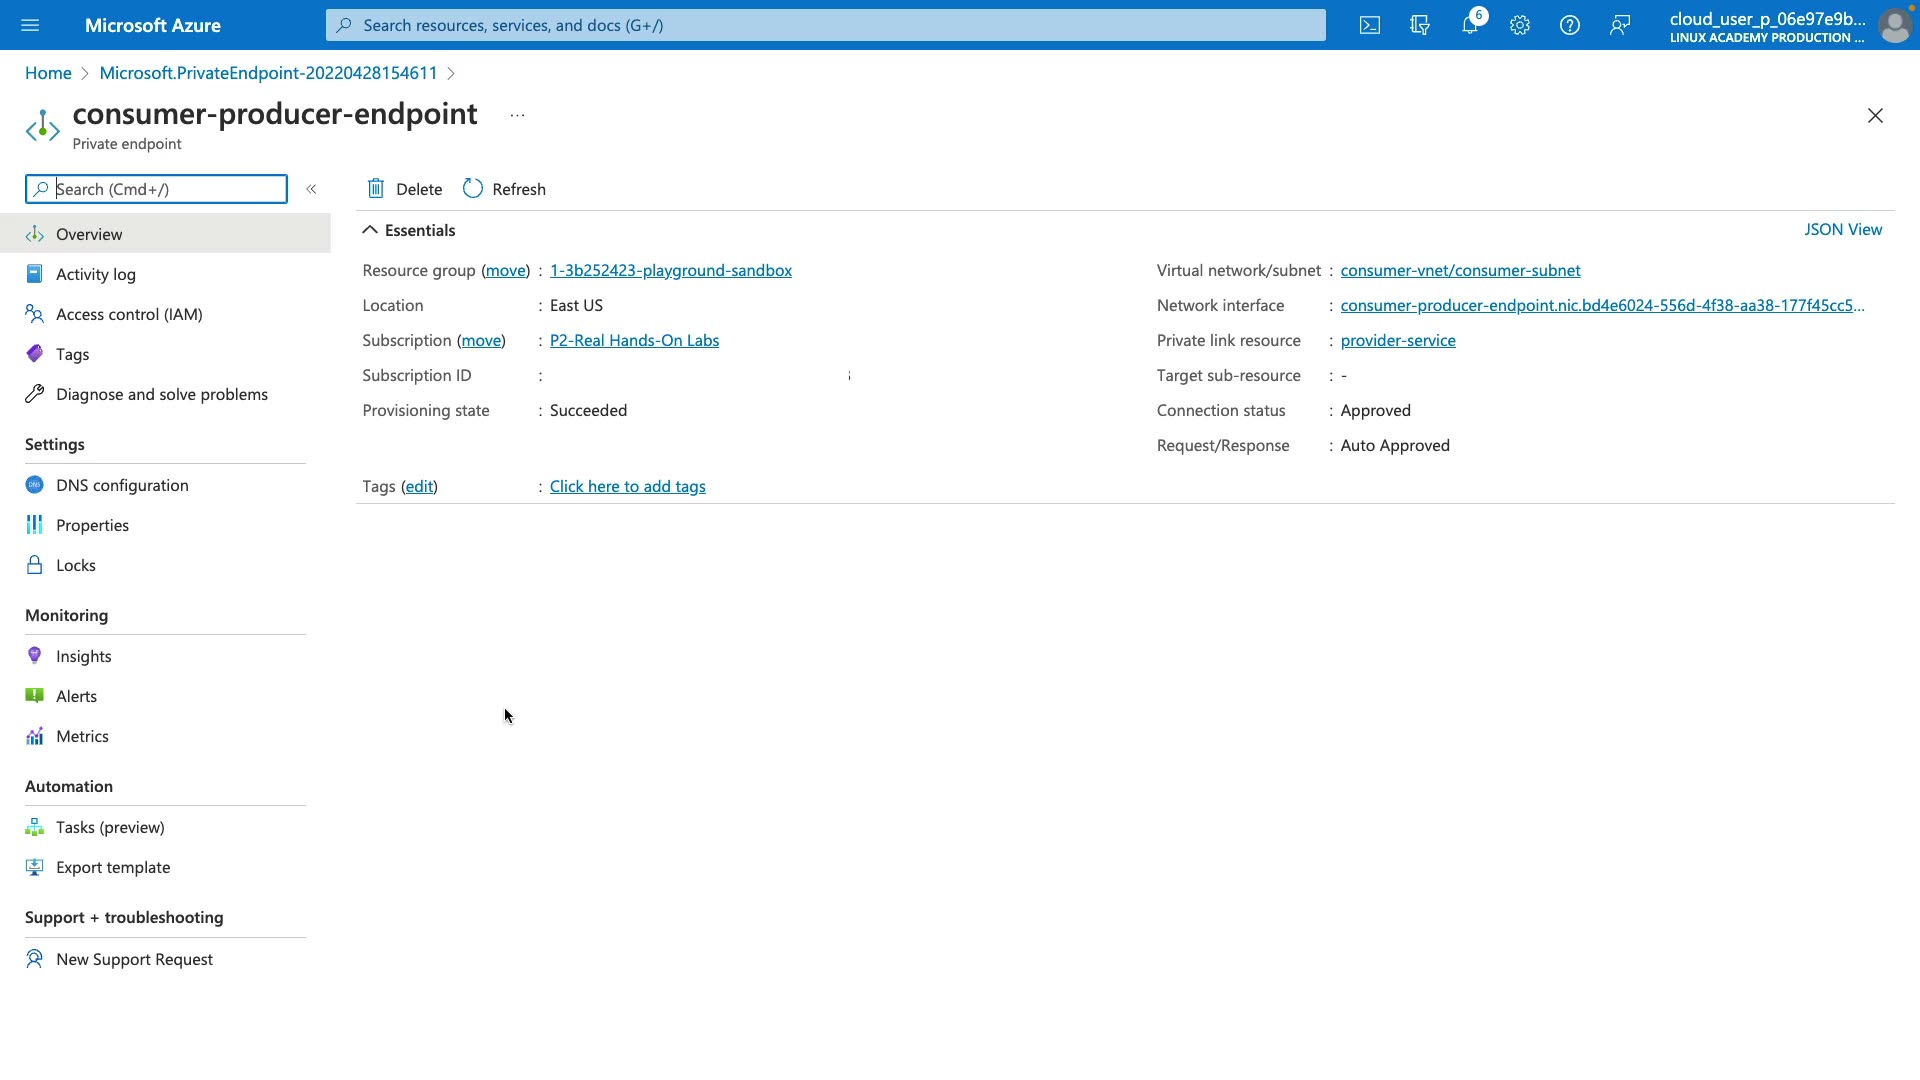 Microsoft Azure
Search resources, services, and docs (G+/)
6
cloud_user_p_06e97e9b...
LINUX ACADEMY PRODUCTION ...
Home > Microsoft.PrivateEndpoint-20220428154611 >
consumer-producer-endpoint ...
Private endpoint
Search (Cmd+/) «
Overview
Activity log
Access control (IAM)
Tags
Diagnose and solve problems
Settings
DNS configuration
Properties
Locks
Monitoring
Insights
Alerts
Metrics
Automation
Tasks (preview)
Export template
Support + troubleshooting
New Support Request
Delete Refresh
Essentials
JSON View
Resource group (move) : 1-3b252423-playground-sandbox
Location : East US
Subscription (move) : P2-Real Hands-On Labs
Subscription ID :
Provisioning state : Succeeded
Virtual network/subnet : consumer-vnet/consumer-subnet
Network interface : consumer-producer-endpoint.nic.bd4e6024-556d-4f38-aa38-177f45cc5...
Private link resource : provider-service
Target sub-resource : -
Connection status : Approved
Request/Response : Auto Approved
Tags (edit) : Click here to add tags